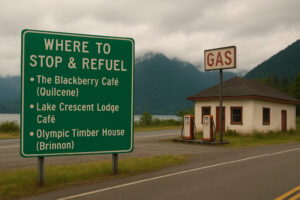 WHERE TO
STOP & REFUEL
• The Blackberry Café
(Quilcene)
• Lake Crescent Lodge
Café
• Olympic Timber House
(Brinnon)
GAS